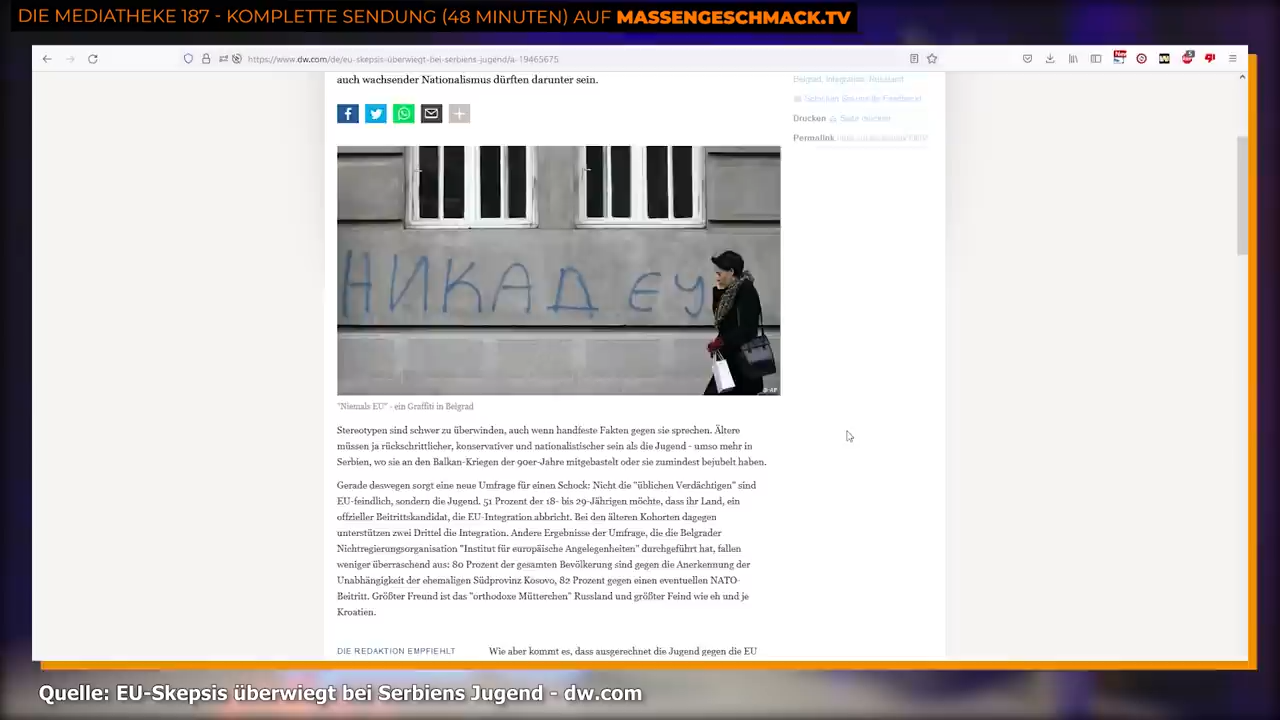 DIE MEDIATHEKE 187 - KOMPLETTE SENDUNG (48 MINUTEN) AUF MASSENGESCHMACK.TV
https://www.dw.com/de/eu-skepsis-überwiegt-bei-serbiens-jugend/a-19465675
auch wachsender Nationalismus dürften darunter sein.
Belgrad, Integration, Russland
Drucken Seite drucken
Permalink
НИКАД ЕУ
"Niemals EU" - ein Graffiti in Belgrad
Stereotypen sind schwer zu überwinden, auch wenn handfeste Fakten gegen sie sprechen. Ältere
müssen ja rückschrittlicher, konservativer und nationalistischer sein als die Jugend - umso mehr in
Serbien, wo sie an den Balkan-Kriegen der 90er-Jahre mitgebastelt oder sie zumindest bejubelt haben.
Gerade deswegen sorgt eine neue Umfrage für einen Schock: Nicht die "üblichen Verdächtigen" sind
EU-feindlich, sondern die Jugend. 51 Prozent der 18- bis 29-Jährigen möchte, dass ihr Land, ein
offzieller Beitrittskandidat, die EU-Integration abbricht. Bei den älteren Kohorten dagegen
unterstützen zwei Drittel die Integration. Andere Ergebnisse der Umfrage, die die Belgrader
Nichtregierungsorganisation "Institut für europäische Angelegenheiten" durchgeführt hat, fallen
weniger überraschend aus: 80 Prozent der gesamten Bevölkerung sind gegen die Anerkennung der
Unabhängigkeit der ehemaligen Südprovinz Kosovo, 82 Prozent gegen einen eventuellen NATO-
Beitritt. Größter Freund ist das "orthodoxe Mütterchen" Russland und größter Feind wie eh und je
Kroatien.
DIE REDAKTION EMPFIEHLT
Wie aber kommt es, dass ausgerechnet die Jugend gegen die EU
Quelle: EU-Skepsis überwiegt bei Serbiens Jugend - dw.com